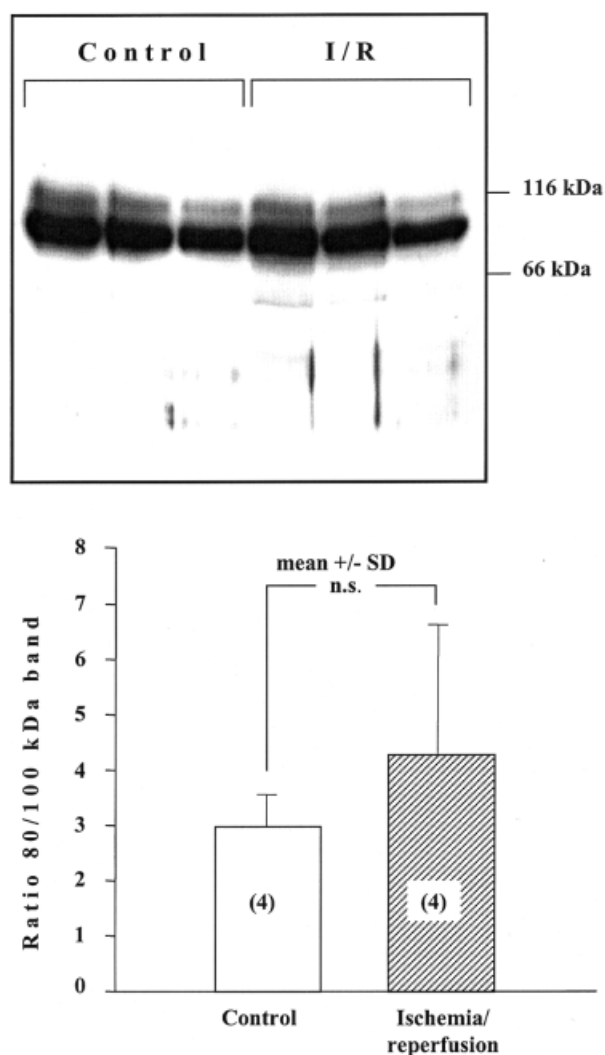 Control I/R
116 kDa
66 kDa
8
mean +/- SD
n.s.
7
6
5
4
3
2
1
0
Ratio 80/100 kDa band
(4) (4)
Control Ischemia/
reperfusion